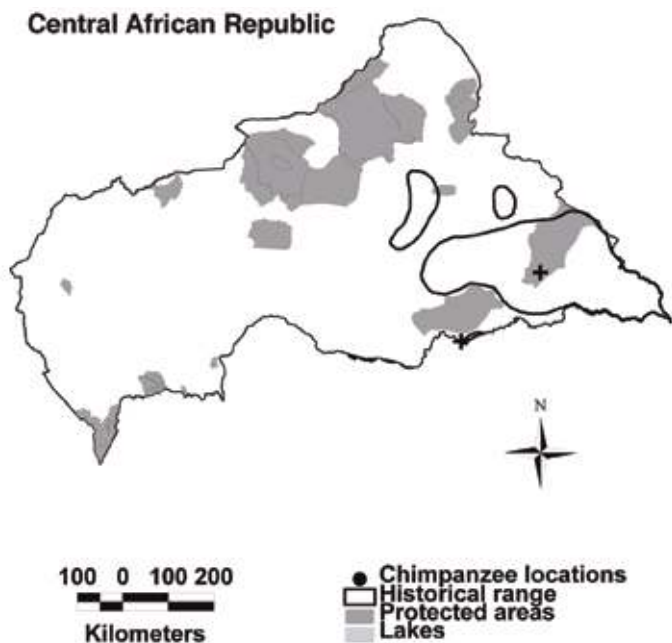 Central African Republic
N
100 0 100 200
Kilometers
Chimpanzee locations
Historical range
Protected areas
Lakes